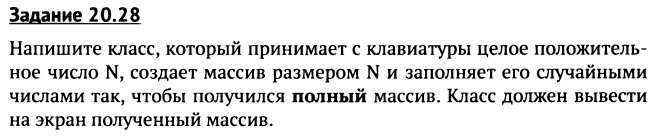 Задание 20.28
Напишите класс, который принимает с клавиатуры целое положитель-
ное число N, создает массив размером N и заполняет его случайными
числами так, чтобы получился полный массив. Класс должен вывести
на экран полученный массив.